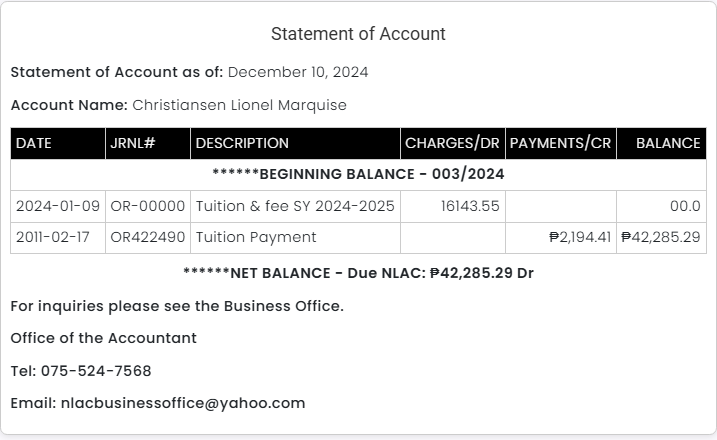 Statement of Account
Statement of Account as of: December 10, 2024
Account Name: Christiansen Lionel Marquise
DATE JRNL# DESCRIPTION CHARGES/DR PAYMENTS/CR BALANCE
******BEGINNING BALANCE - 003/2024
2024-01-09 OR-00000 Tuition & fee SY 2024-2025 16143.55 00.0
2011-02-17 OR422490 Tuition Payment ₱2,194.41 ₱42,285.29
******NET BALANCE - Due NLAC: ₱42,285.29 Dr
For inquiries please see the Business Office.
Office of the Accountant
Tel: 075-524-7568
Email: nlacbusinessoffice@yahoo.com